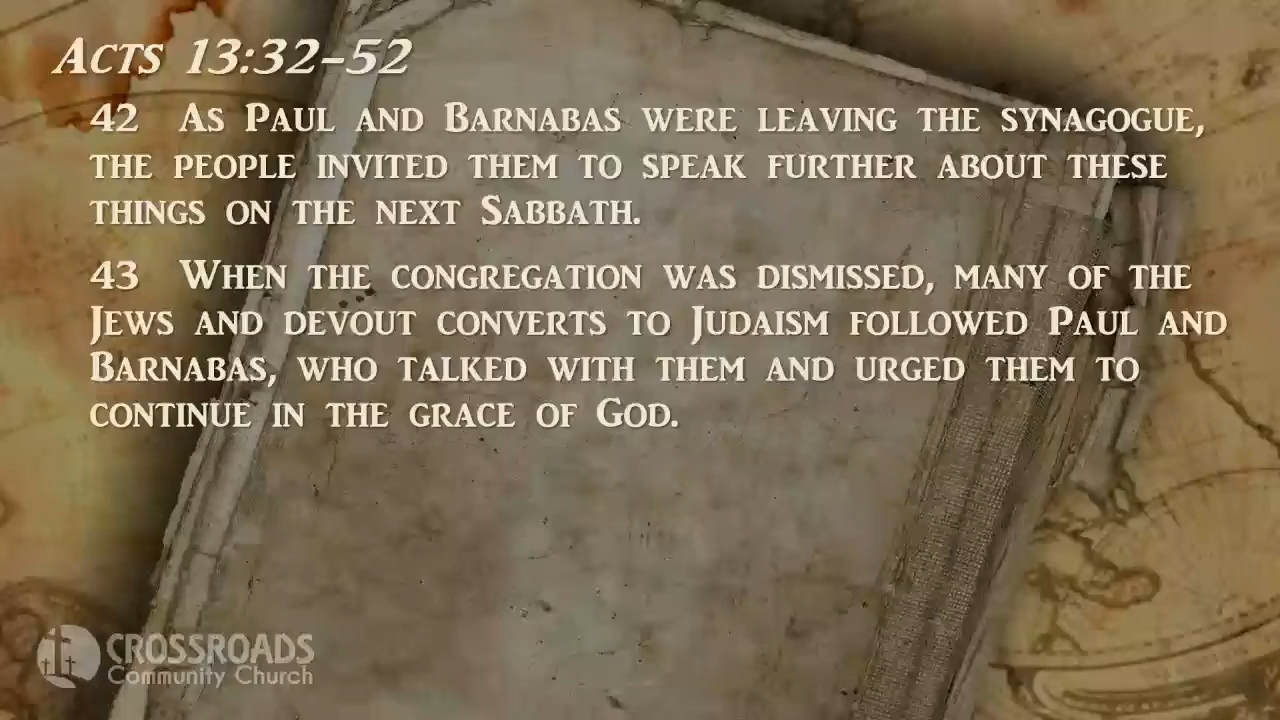 Acts 13:32-52
42 As Paul and Barnabas were leaving the synagogue,
the people invited them to speak further about these
things on the next Sabbath.
43 When the congregation was dismissed, many of the
Jews and devout converts to Judaism followed Paul and
Barnabas, who talked with them and urged them to
continue in the grace of God.
CROSSROADS
Community Church